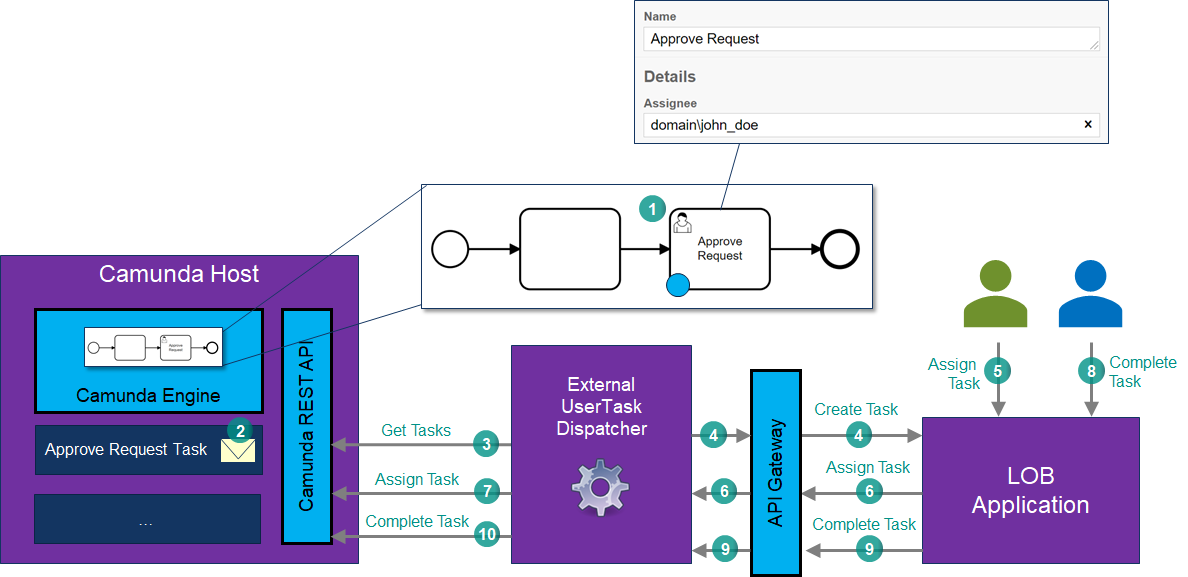 Name
Approve Request
Details
Assignee
domain\john_doe
×
1
Approve
Request
Camunda Host
Approve
Request
Camunda Engine
Camunda REST API
2
Approve Request Task
...
Get Tasks
3
Assign Task
7
Complete Task
10
External
UserTask
Dispatcher
4
6
9
API Gateway
Create Task
4
Assign Task
6
Complete Task
9
Assign
Task
5
8
Complete
Task
LOB
Application